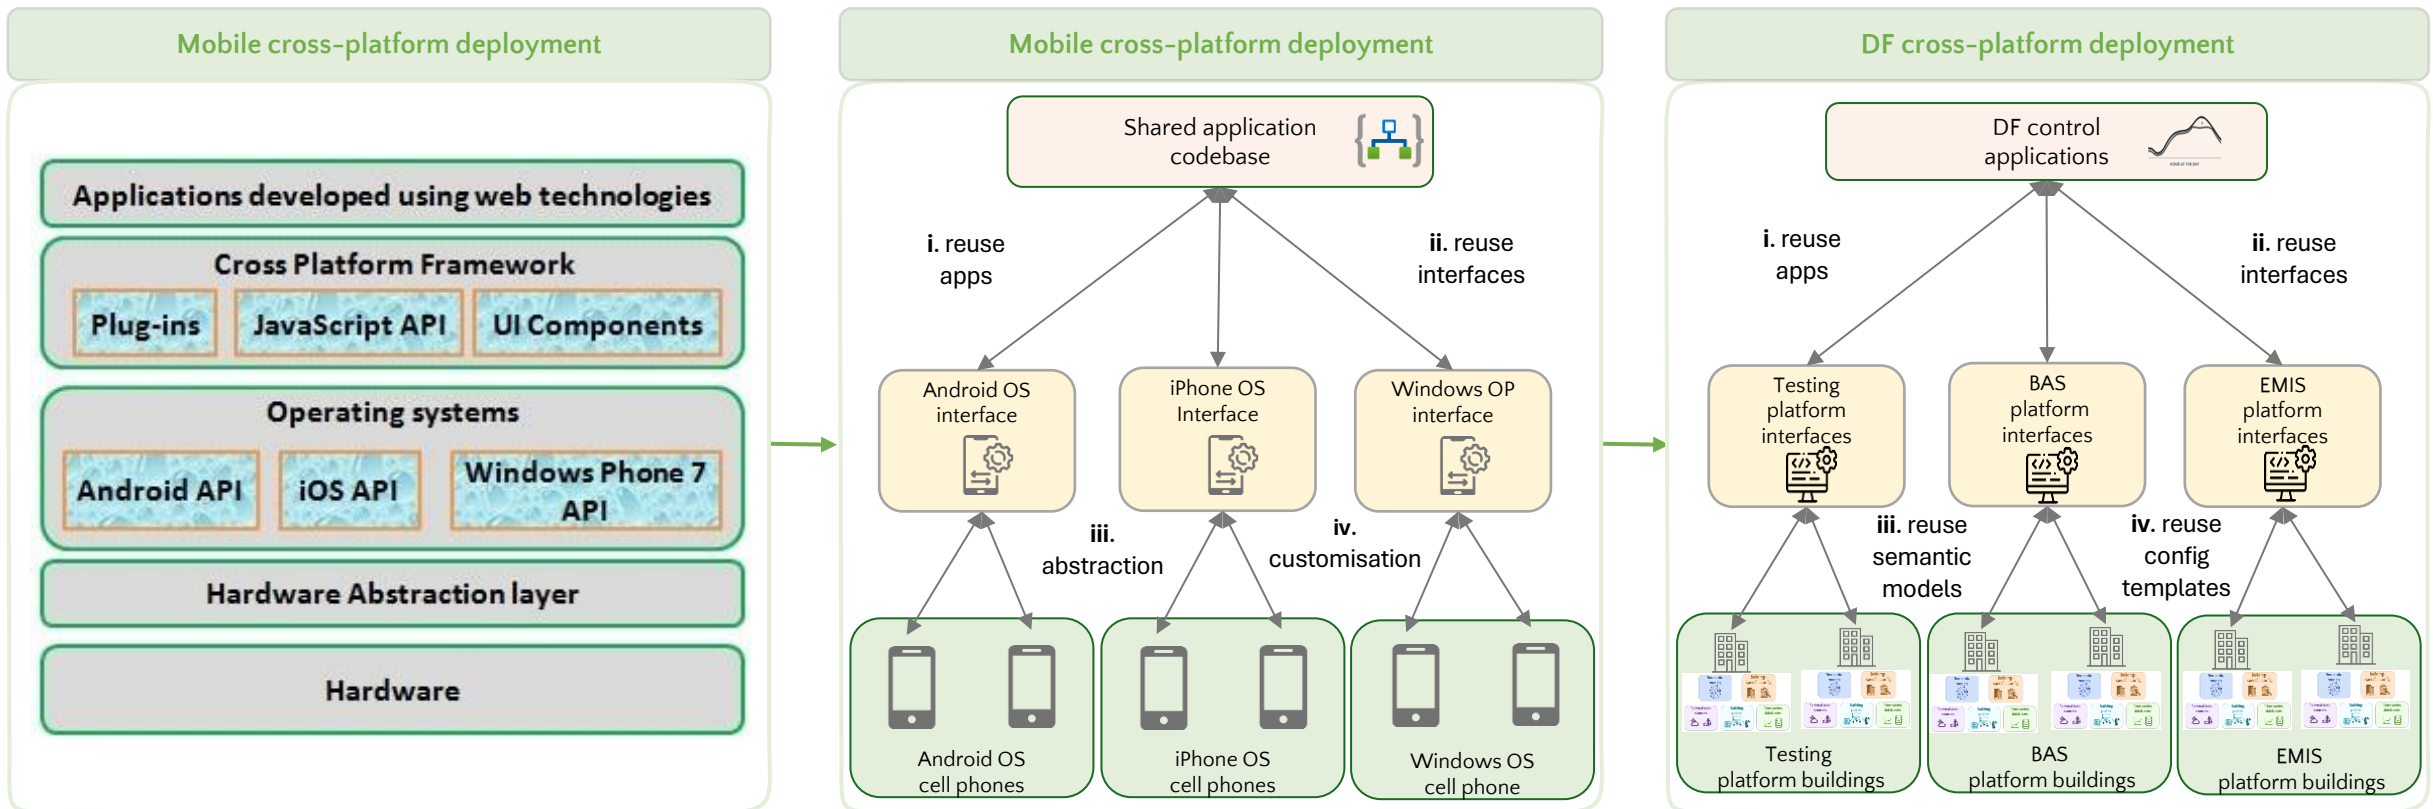 Mobile cross-platform deployment
Applications developed using web technologies
Cross Platform Framework
Plug-ins
JavaScript API
UI Components
Operating systems
Android API
iOS API
Windows Phone 7
API
Hardware Abstraction layer
Hardware
Mobile cross-platform deployment
Shared application
codebase
i. reuse
apps
ii. reuse
interfaces
Android OS
interface
iPhone OS
Interface
Windows OP
interface
iii.
abstraction
iv.
customisation
Android OS
cell phones
iPhone OS
cell phones
Windows OS
cell phone
DF cross-platform deployment
DF control
applications
HOUR OF THE DAY
i. reuse
apps
ii. reuse
interfaces
Testing
platform
interfaces
BAS
platform
interfaces
EMIS
platform
interfaces
iii. reuse
semantic
models
iv. reuse
config
templates
Testing
platform buildings
BAS
platform buildings
EMIS
platform buildings